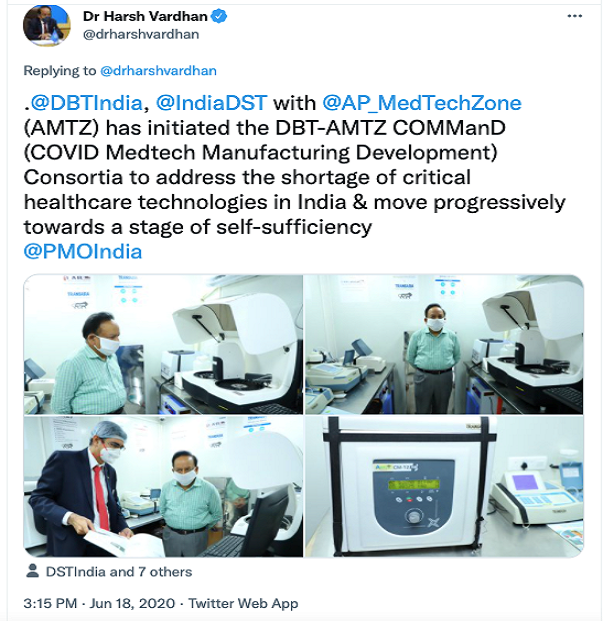 Dr Harsh Vardhan
@drharshvardhan
Replying to @drharshvardhan
.@DBTIndia, @IndiaDST with @AP_MedTechZone
(AMTZ) has initiated the DBT-AMTZ COMManD
(COVID Medtech Manufacturing Development)
Consortia to address the shortage of critical
healthcare technologies in India & move progressively
towards a stage of self-sufficiency
@PMOIndia
TRANSASIA
DSTIndia and 7 others
3:15 PM · Jun 18, 2020 · Twitter Web App